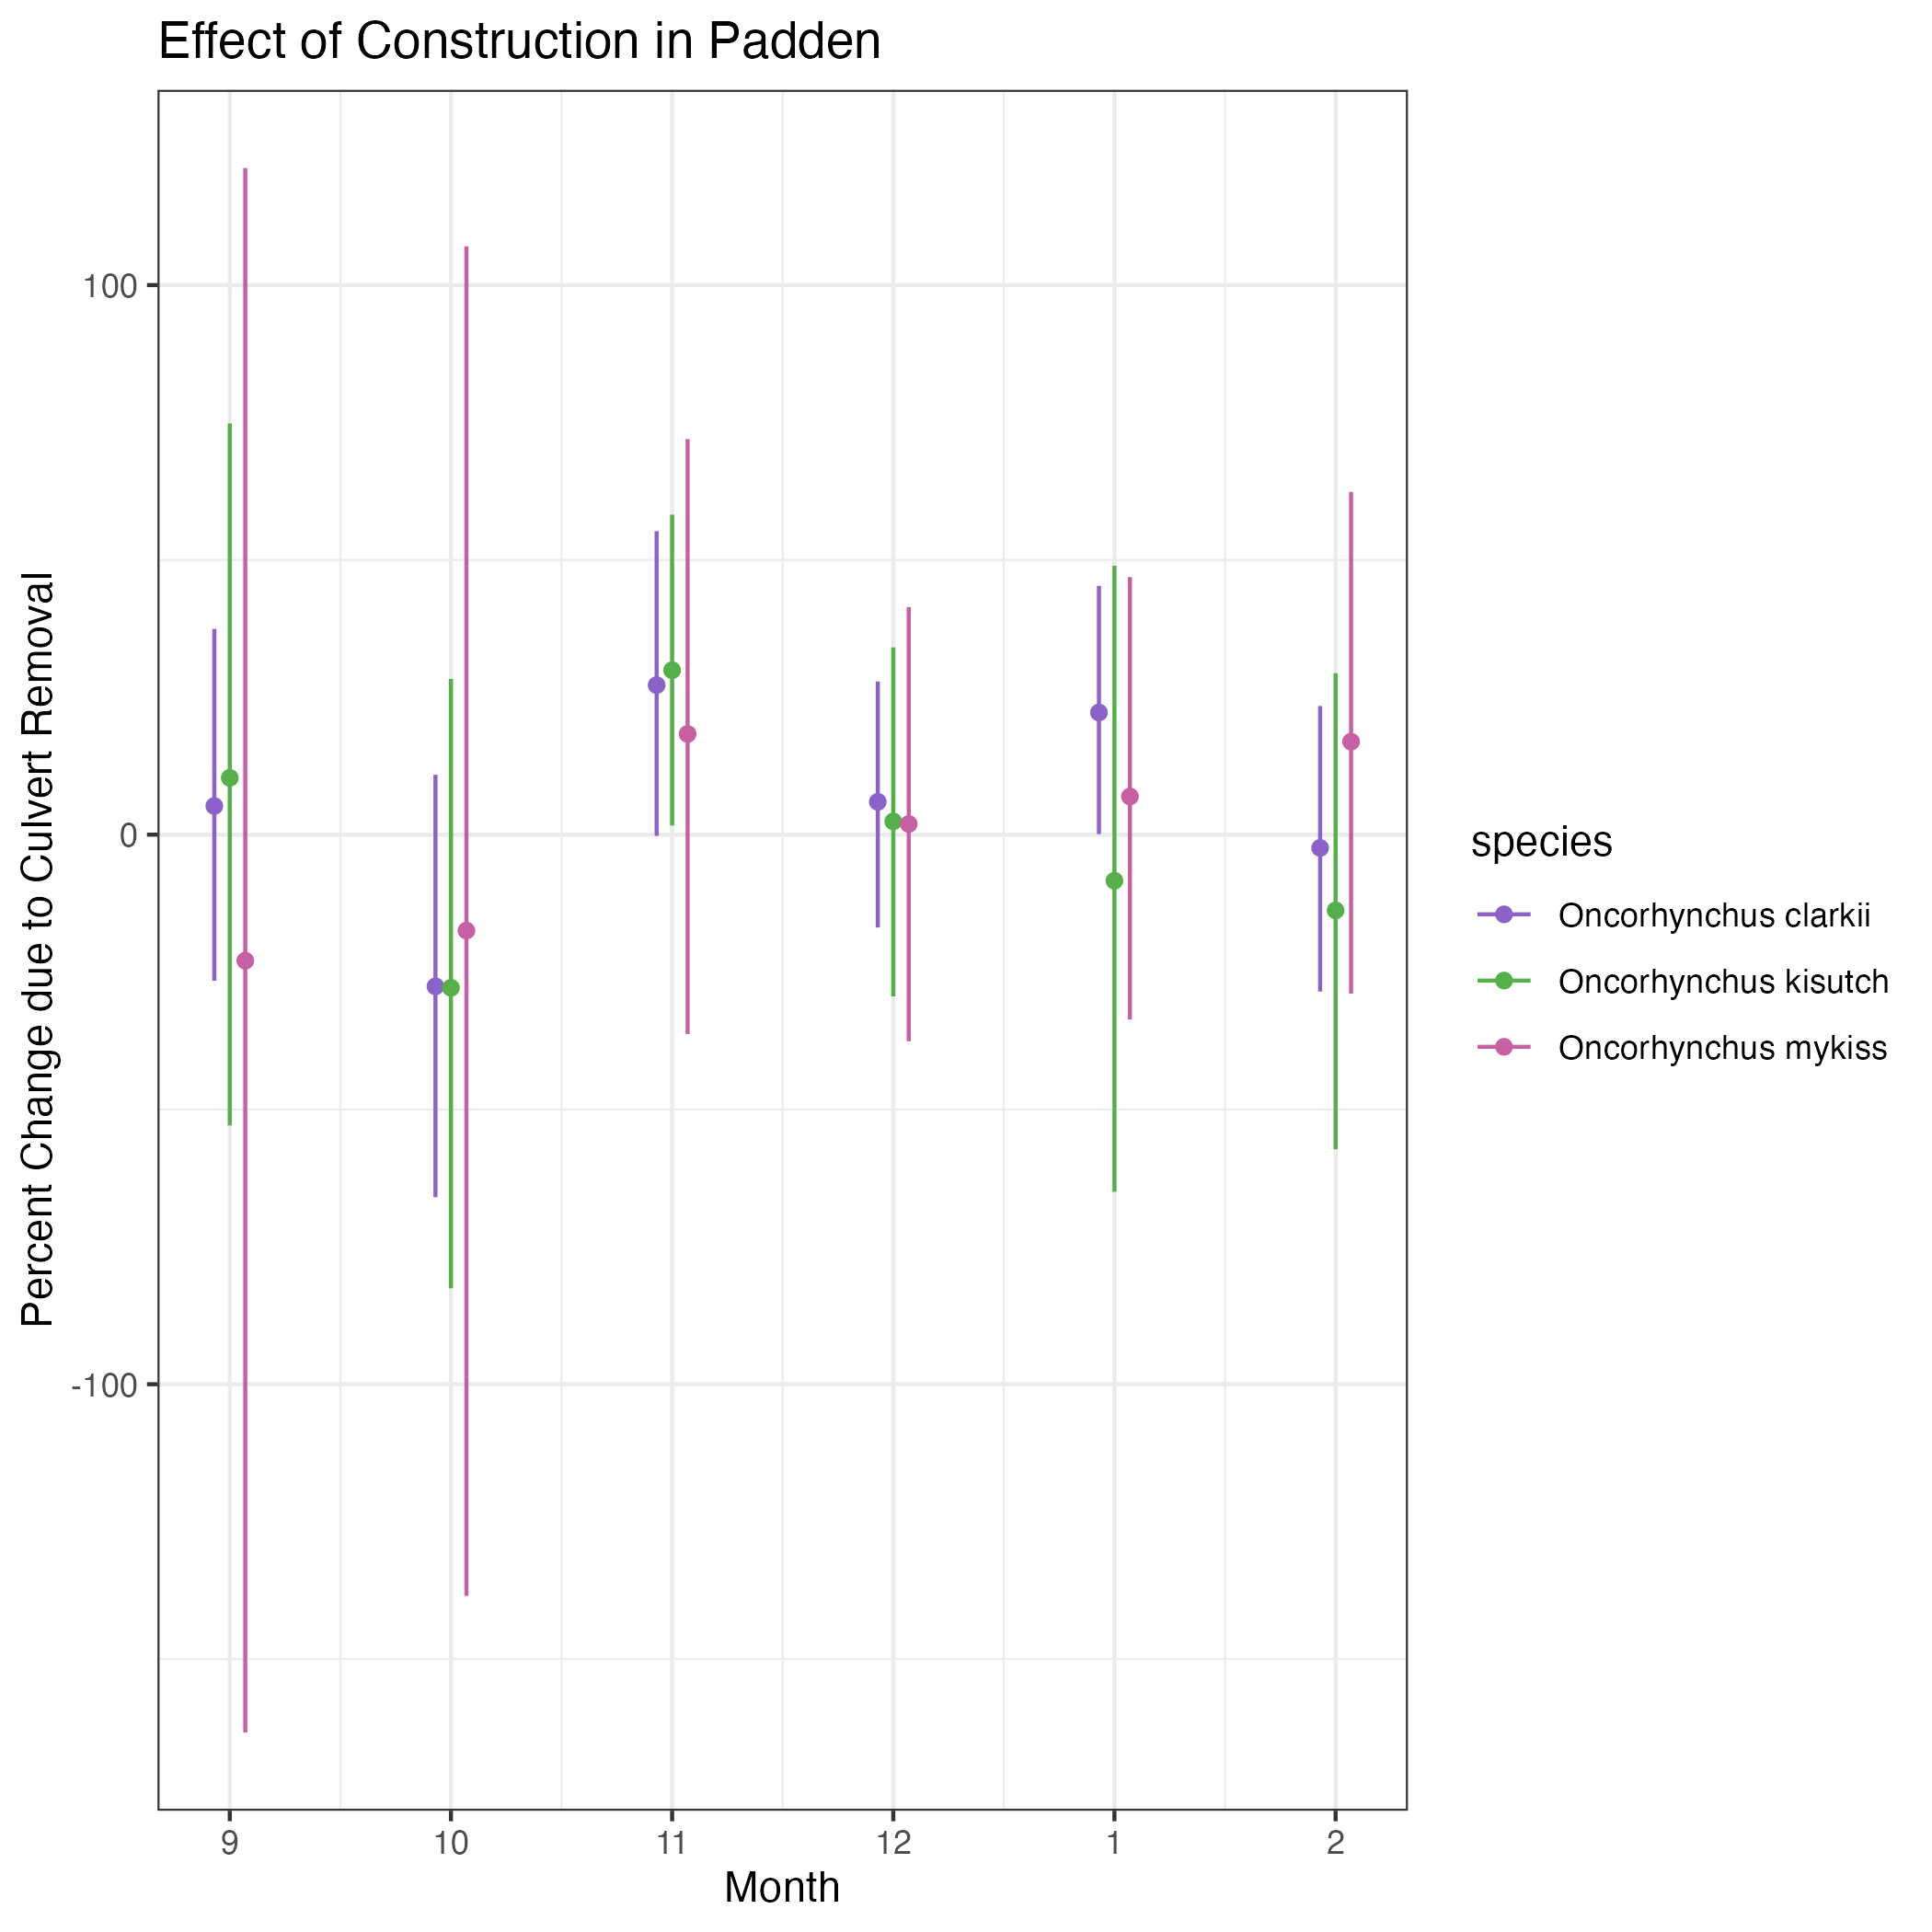 Effect of Construction in Padden
Percent Change due to Culvert Removal
100
0
-100
9
10
11
12
1
2
Month
species
Oncorhynchus clarkii
Oncorhynchus kisutch
Oncorhynchus mykiss